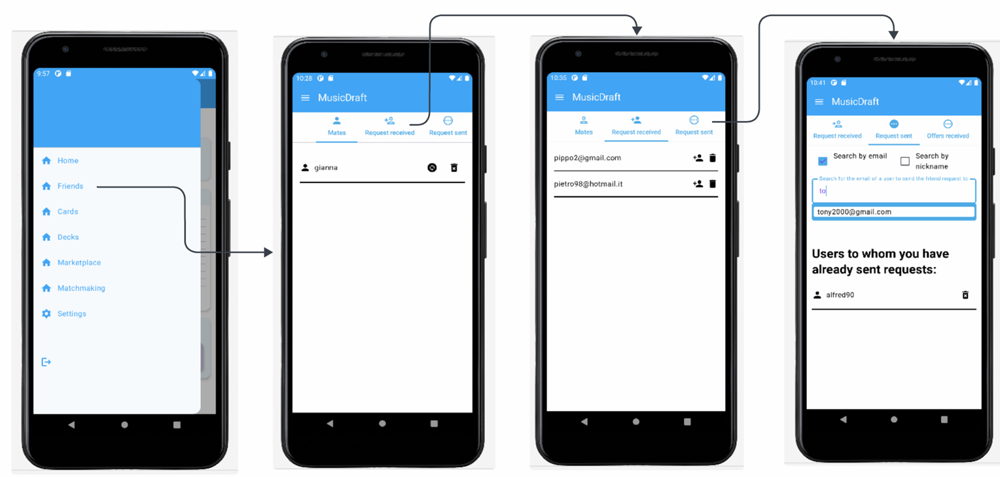 9:57
Home
Friends
Cards
Decks
Marketplace
Matchmaking
Settings
10:28
MusicDraft
Mates Request received Request sent
gianna
10:35
MusicDraft
Mates Request received Request sent
pippo2@gmail.com
pietro98@hotmail.it
10:41
MusicDraft
Request received Request sent Offers received
Search by email
Search by
nickname
Search for the email of a user to send the friend request to
to
tony2000@gmail.com
Users to whom you have
already sent requests:
alfred90